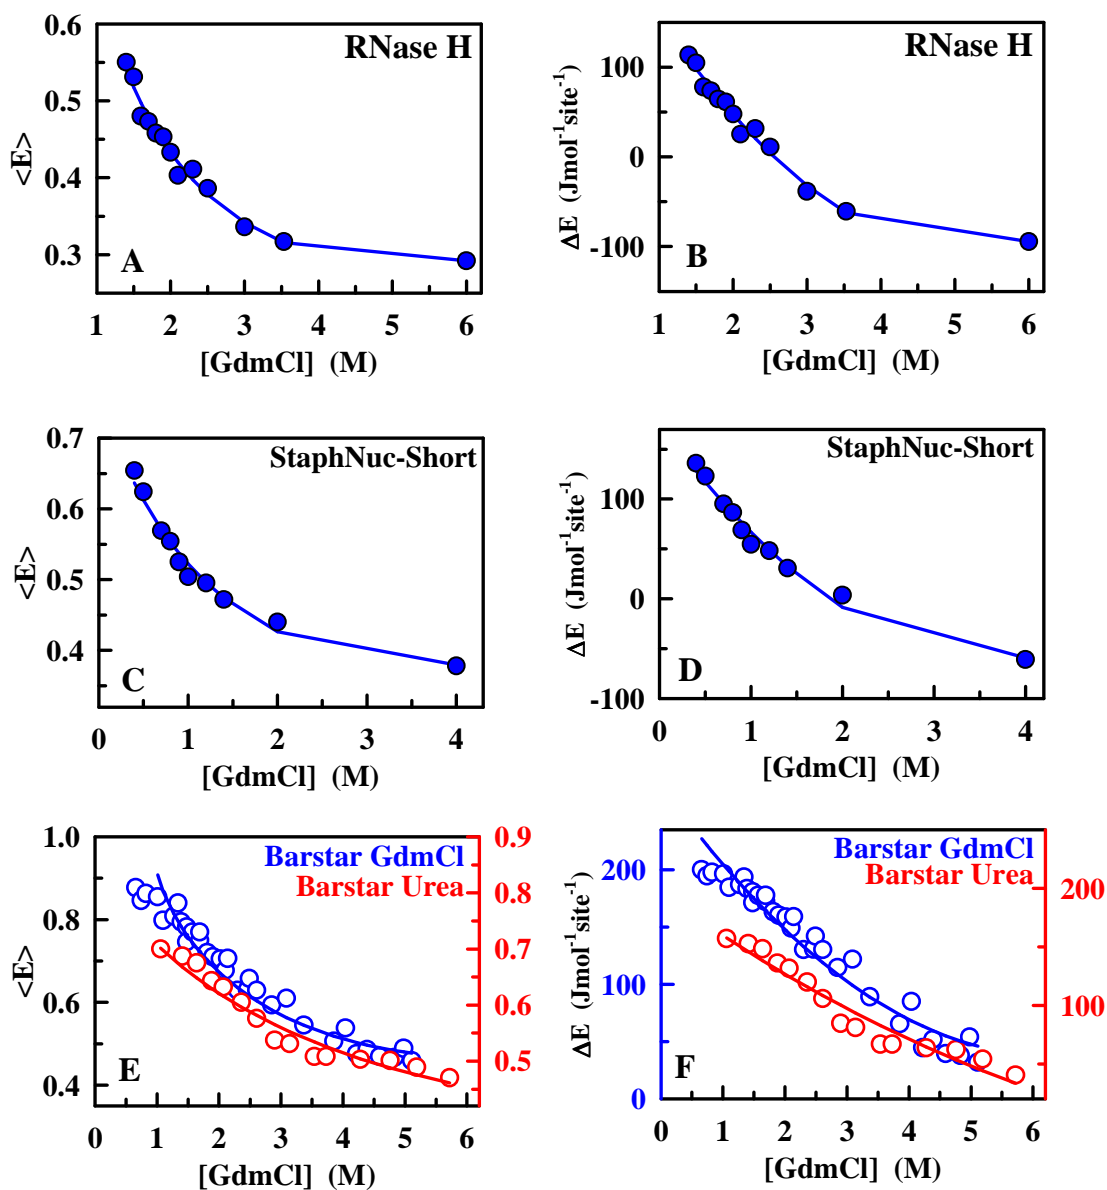 RNase H
<E>
0.6
0.5
0.4
0.3
A
1 2 3 4 5 6
[GdmCl] (M)
RNase H
ΔE (Jmol⁻¹site⁻¹)
100
0
-100
B
1 2 3 4 5 6
[GdmCl] (M)
StaphNuc-Short
<E>
0.7
0.6
0.5
0.4
C
0 1 2 3 4
[GdmCl] (M)
StaphNuc-Short
ΔE (Jmol⁻¹site⁻¹)
100
0
-100
D
0 1 2 3 4
[GdmCl] (M)
Barstar GdmCl
Barstar Urea
<E>
1.0
0.8
0.6
0.4
0.9
0.8
0.7
0.6
0.5
E
0 1 2 3 4 5 6
[GdmCl] (M)
Barstar GdmCl
Barstar Urea
ΔE (Jmol⁻¹site⁻¹)
200
100
0
200
100
F
0 1 2 3 4 5 6
[GdmCl] (M)